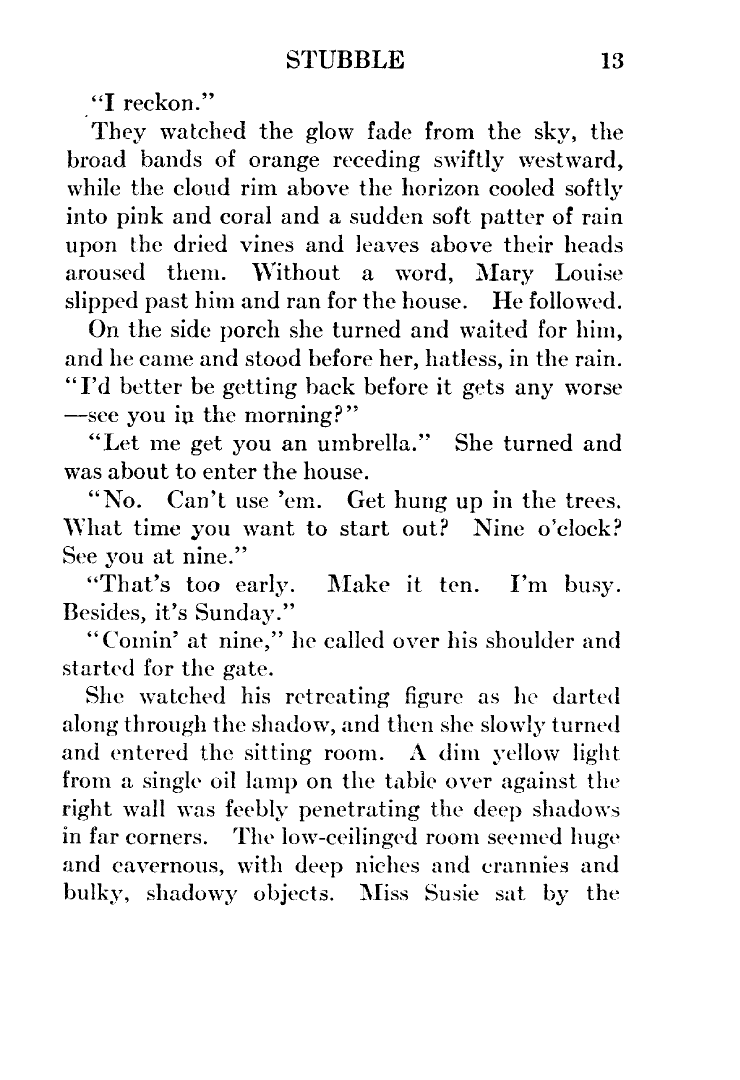 STUBBLE 13
“I reckon.”
They watched the glow fade from the sky, the
broad bands of orange receding swiftly westward,
while the cloud rim above the horizon cooled softly
into pink and coral and a sudden soft patter of rain
upon the dried vines and leaves above their heads
aroused them. Without a word, Mary Louise
slipped past him and ran for the house. He followed.
On the side porch she turned and waited for him,
and he came and stood before her, hatless, in the rain.
“I’d better be getting back before it gets any worse
—see you in the morning?”
“Let me get you an umbrella.” She turned and
was about to enter the house.
“No. Can’t use ’em. Get hung up in the trees.
What time you want to start out? Nine o’clock?
See you at nine.”
“That’s too early. Make it ten. I’m busy.
Besides, it’s Sunday.”
“Comin’ at nine,” he called over his shoulder and
started for the gate.
She watched his retreating figure as he darted
along through the shadow, and then she slowly turned
and entered the sitting room. A dim yellow light
from a single oil lamp on the table over against the
right wall was feebly penetrating the deep shadows
in far corners. The low-ceilinged room seemed huge
and cavernous, with deep niches and crannies and
bulky, shadowy objects. Miss Susie sat by the